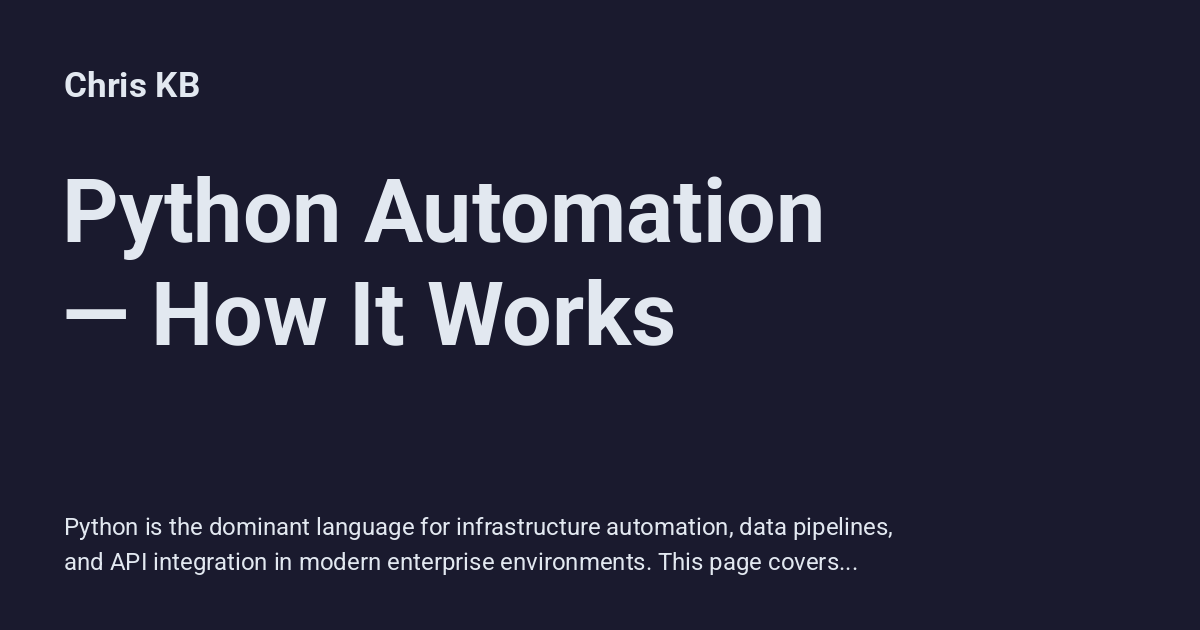 Chris KB
Python Automation
— How It Works
Python is the dominant language for infrastructure automation, data pipelines,
and API integration in modern enterprise environments. This page covers...